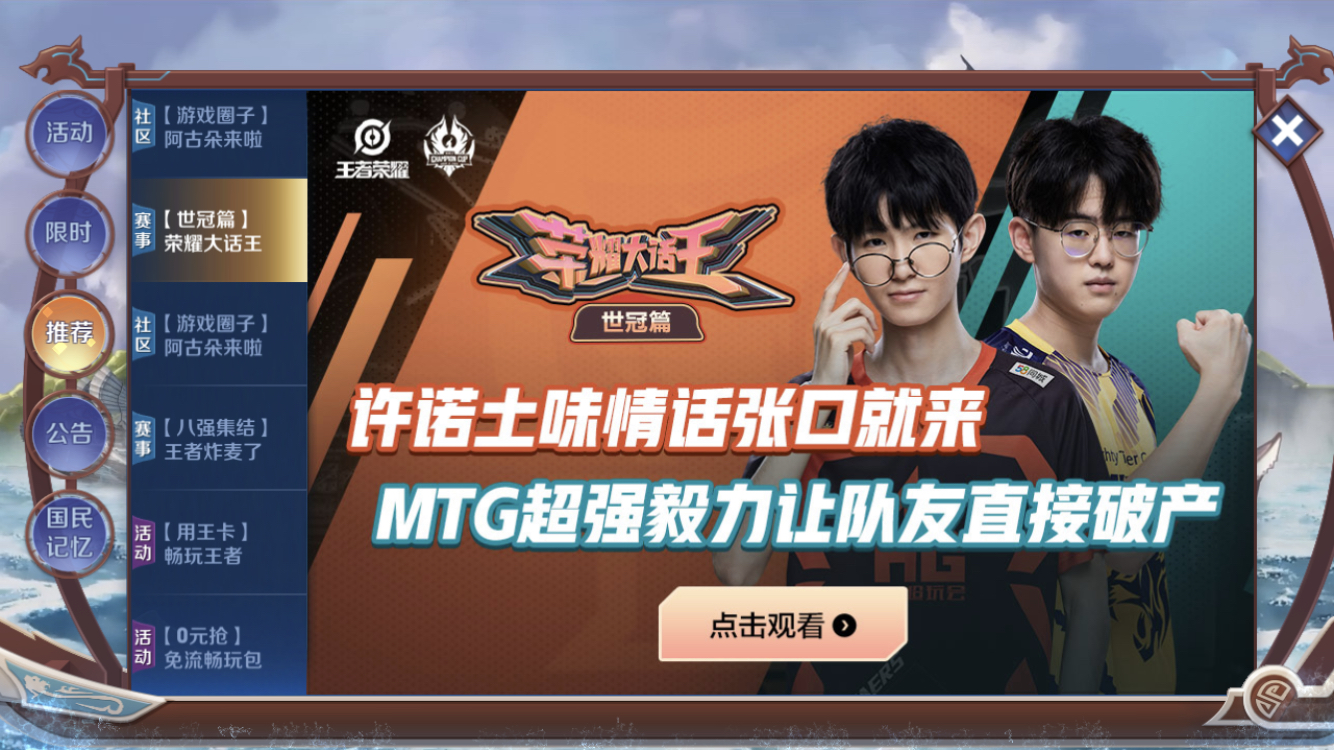 活动
限时
推荐
公告
国民
记忆
社区
【游戏圈子】
阿古朵来啦
赛事
【世冠篇】
荣耀大话王
社区
【游戏圈子】
阿古朵来啦
赛事
【八强集结】
王者炸麦了
活动
【用王卡】
畅玩王者
活动
【0元抢】
免流畅玩包
王者荣耀
CHAMPION CUP
荣耀大话王
世冠篇
58同城
许诺土味情话张口就来
MTG超强毅力让队友直接破产
点击观看